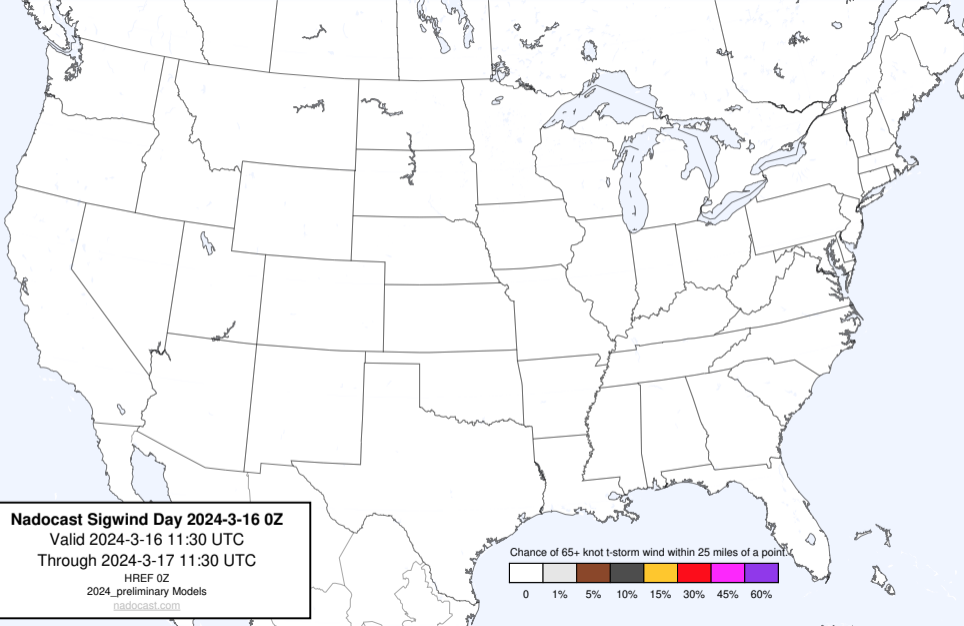 Nadocast Sigwind Day 2024-3-16 0Z
Valid 2024-3-16 11:30 UTC
Through 2024-3-17 11:30 UTC
HREF 0Z
2024_preliminary Models
nadocast.com
Chance of 65+ knot t-storm wind within 25 miles of a point.
0 1% 5% 10% 15% 30% 45% 60%